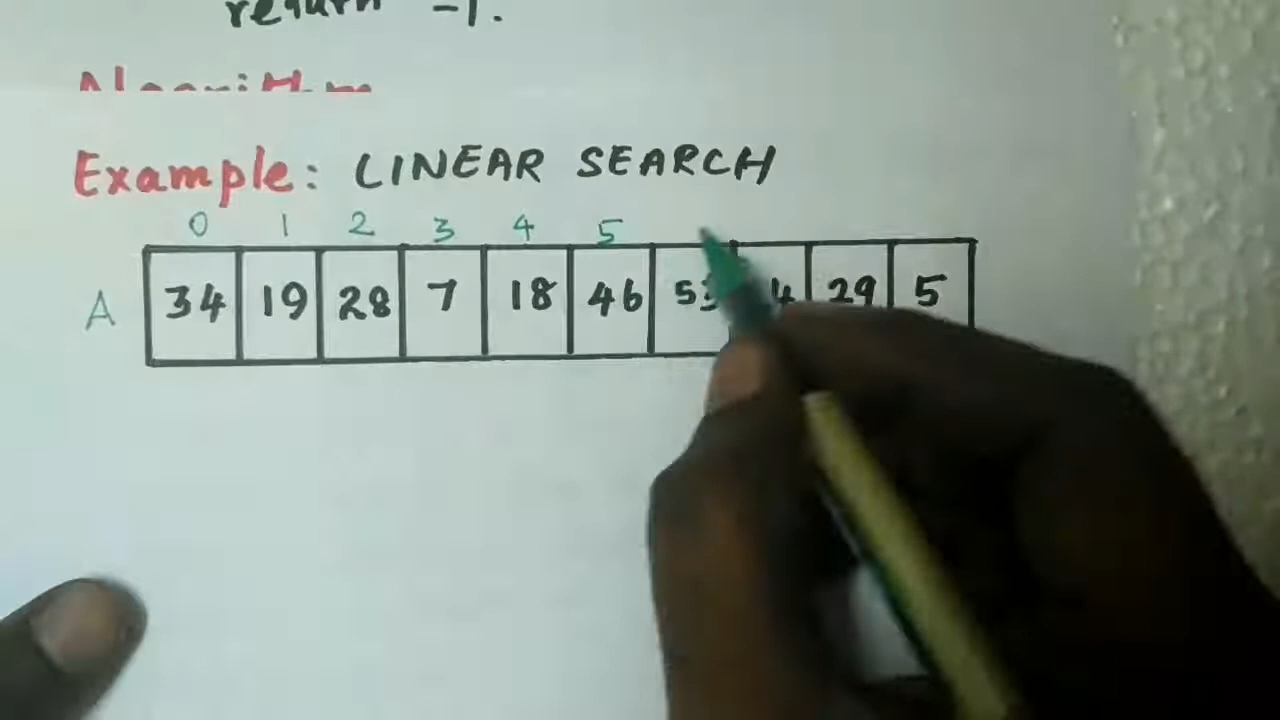 return -1.
Algorithm
Example: LINEAR SEARCH
0 1 2 3 4 5
A 34 19 28 7 18 46 29 5